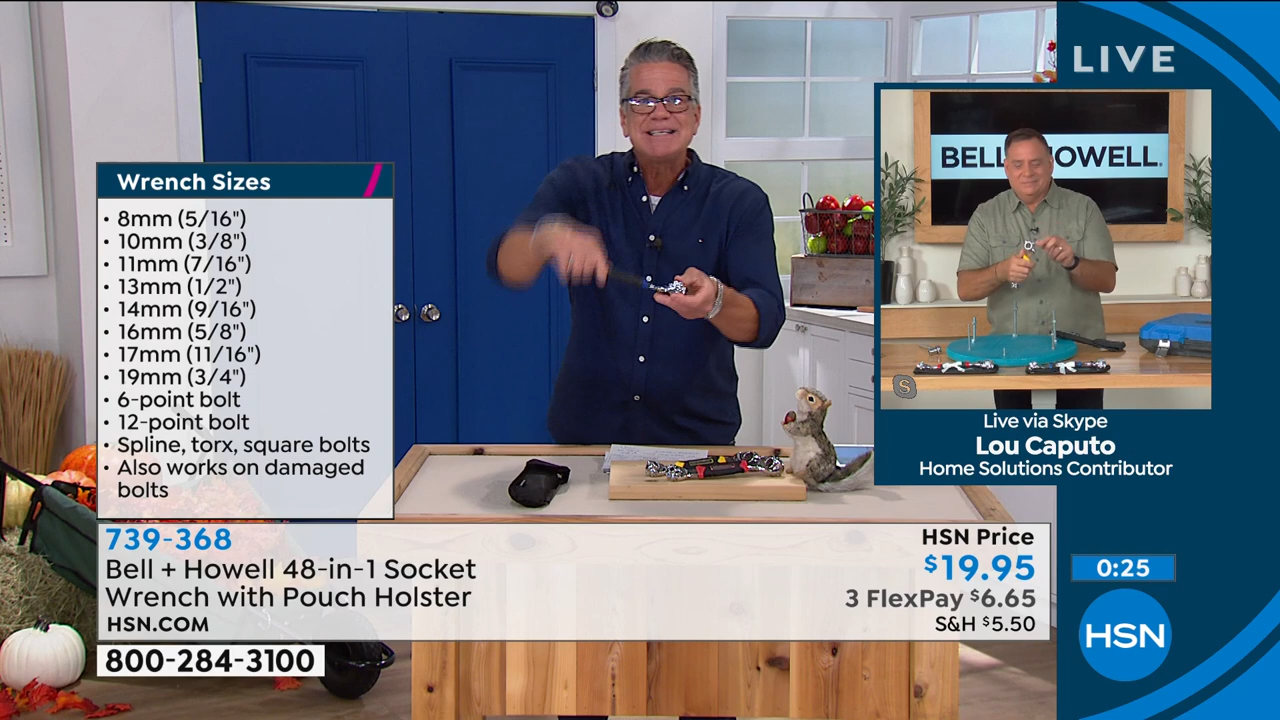 LIVE
BELL HOWELL.
Wrench Sizes
• 8mm (5/16")
• 10mm (3/8")
• 11mm (7/16")
• 13mm (1/2")
• 14mm (9/16")
• 16mm (5/8")
• 17mm (11/16")
• 19mm (3/4")
• 6-point bolt
• 12-point bolt
• Spline, torx, square bolts
• Also works on damaged
bolts
S
Live via Skype
Lou Caputo
Home Solutions Contributor
739-368
Bell + Howell 48-in-1 Socket
Wrench with Pouch Holster
HSN.COM
HSN Price
$19.95
3 FlexPay $6.65
S&H $5.50
800-284-3100
0:25
HSN